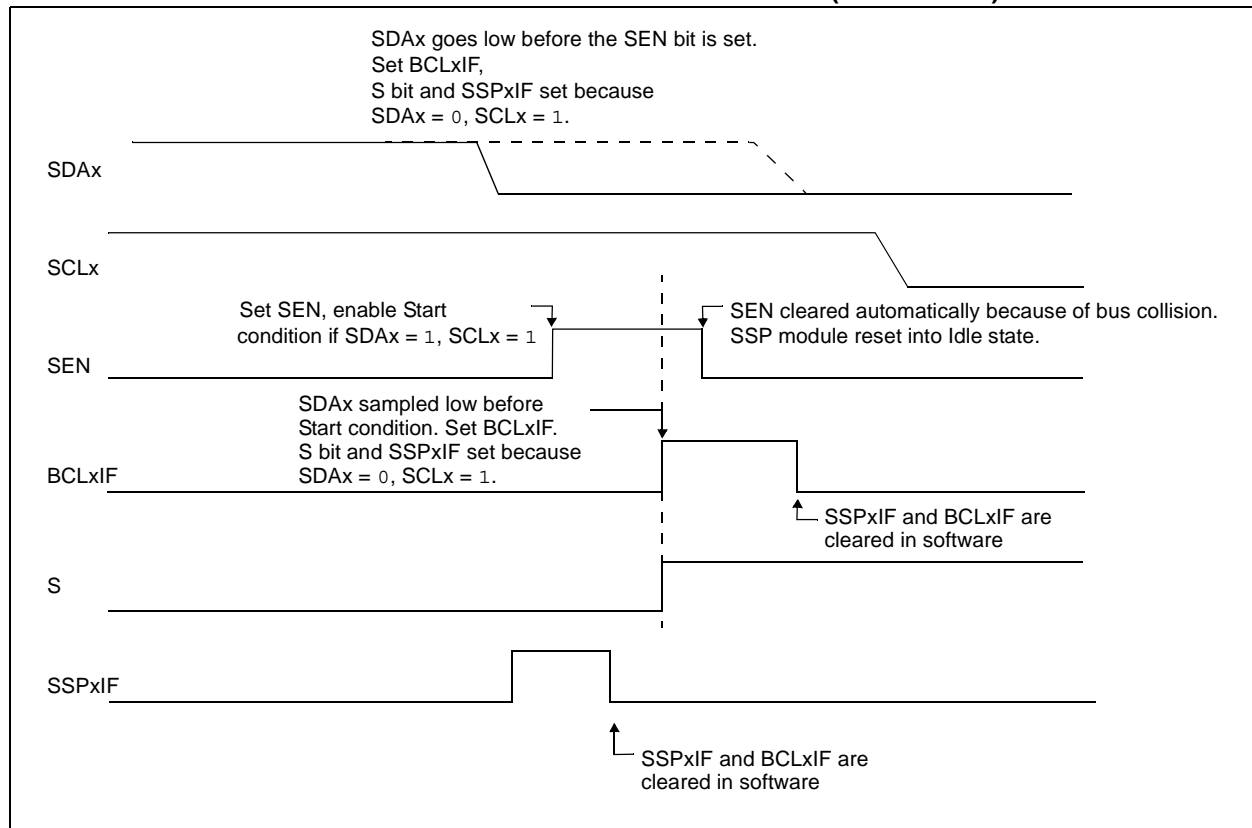 SDAx goes low before the SEN bit is set.
Set BCLxIF,
S bit and SSPxIF set because
SDAx = 0, SCLx = 1.
SDAx
SCLx
Set SEN, enable Start
condition if SDAx = 1, SCLx = 1
SEN cleared automatically because of bus collision.
SSP module reset into Idle state.
SEN
SDAx sampled low before
Start condition. Set BCLxIF.
S bit and SSPxIF set because
SDAx = 0, SCLx = 1.
BCLxIF
SSPxIF and BCLxIF are
cleared in software
S
SSPxIF
SSPxIF and BCLxIF are
cleared in software